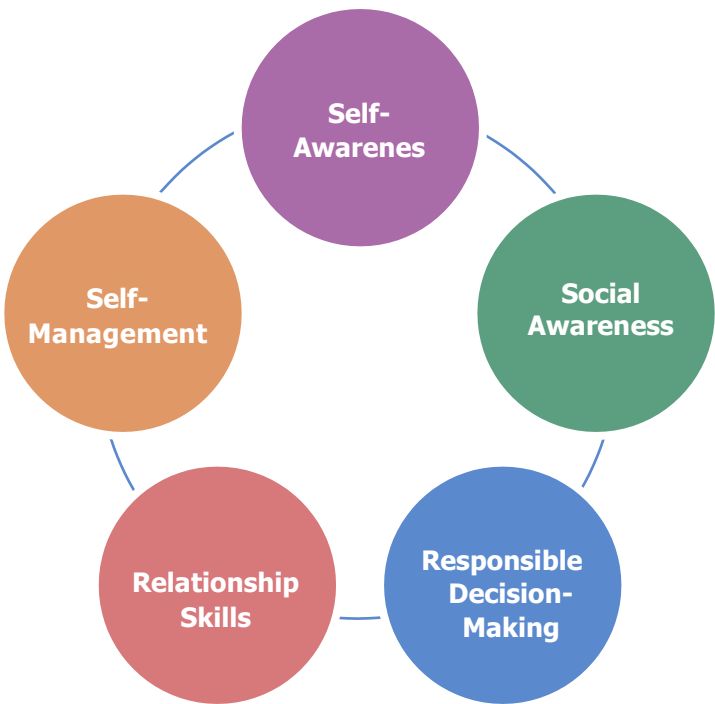 Self-
Awarenes
Social
Awareness
Responsible
Decision-
Making
Relationship
Skills
Self-
Management